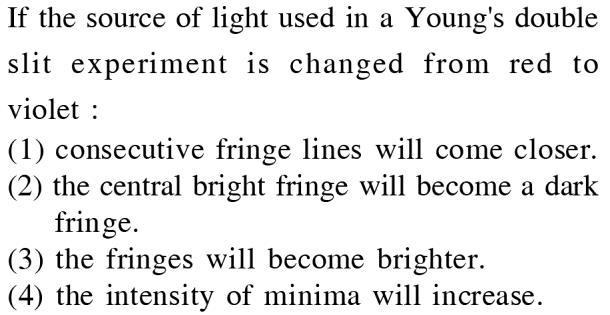 If the source of light used in a Young's double
slit experiment is changed from red to
violet :
(1) consecutive fringe lines will come closer.
(2) the central bright fringe will become a dark
fringe.
(3) the fringes will become brighter.
(4) the intensity of minima will increase.